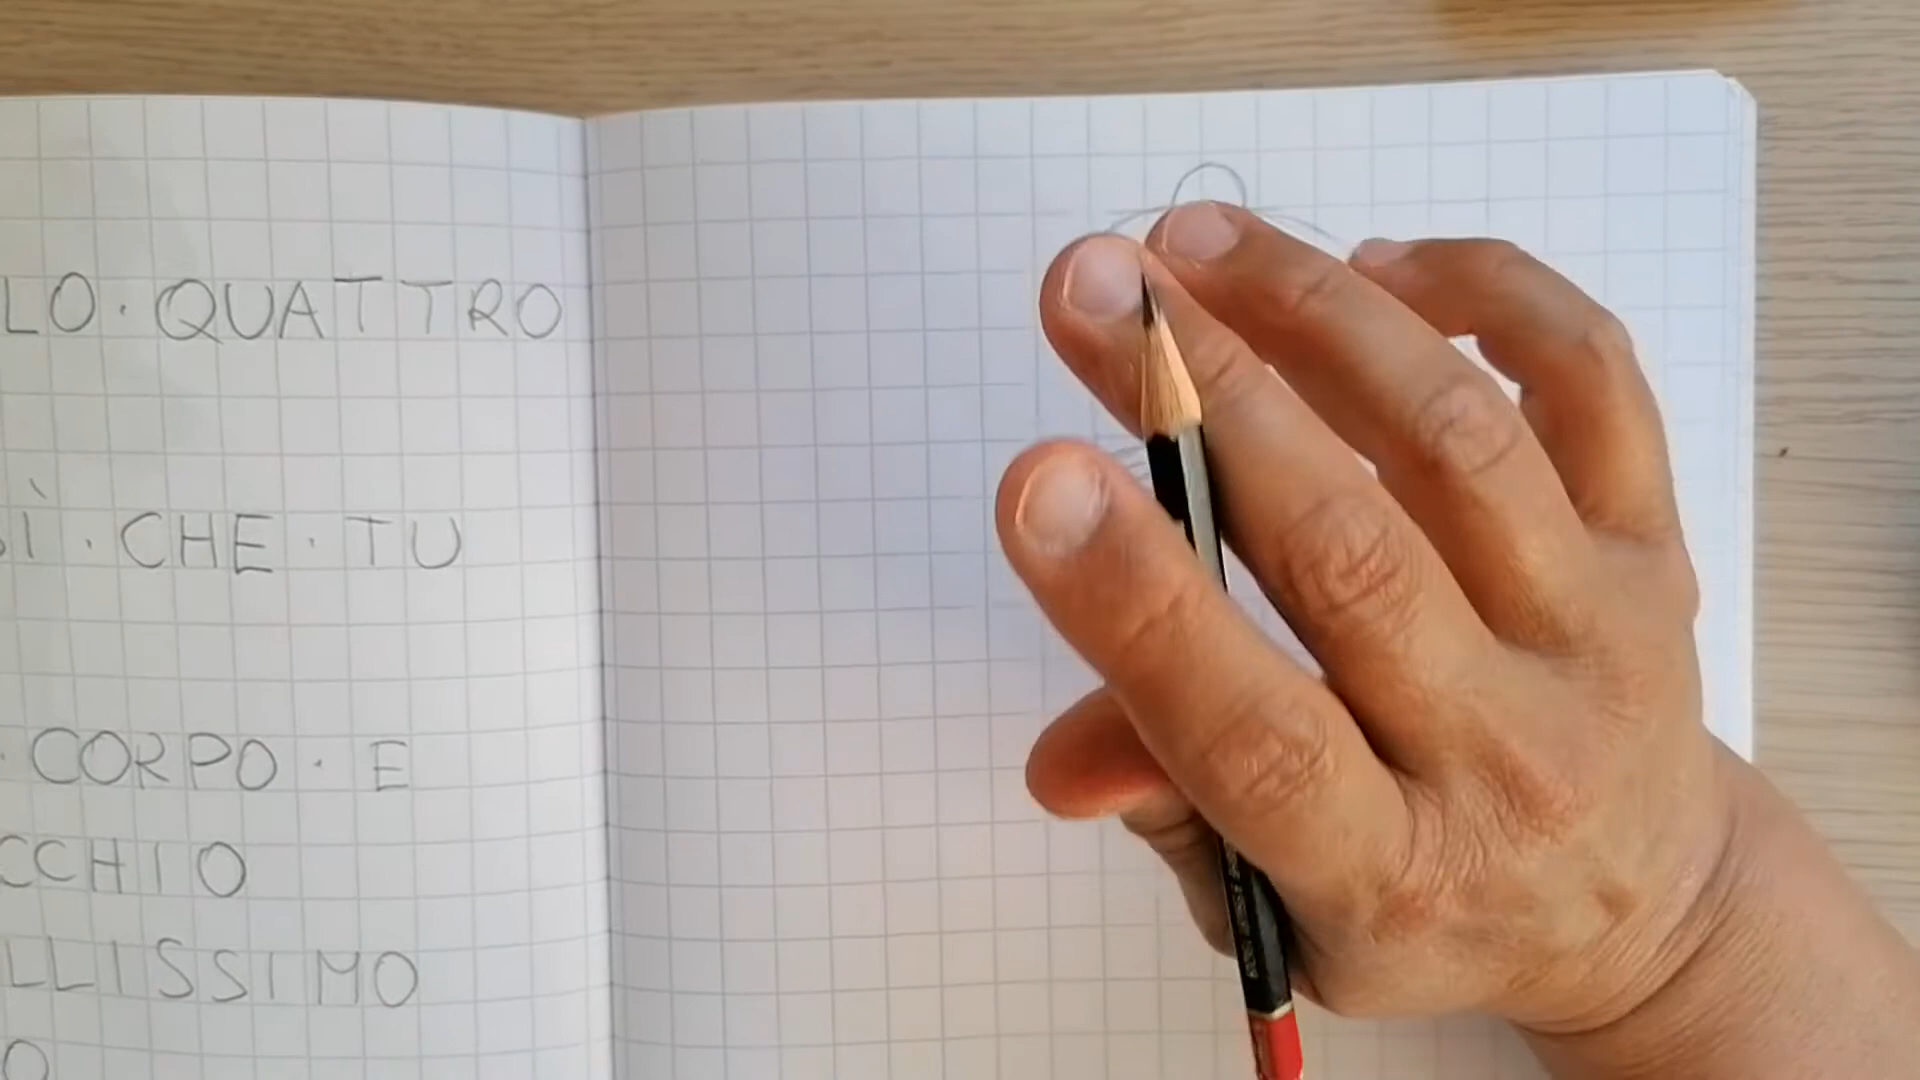 LO · QUATTRO
Ì · CHE · TU
· CORPO · E
CCHIO
LLISSIMO
O